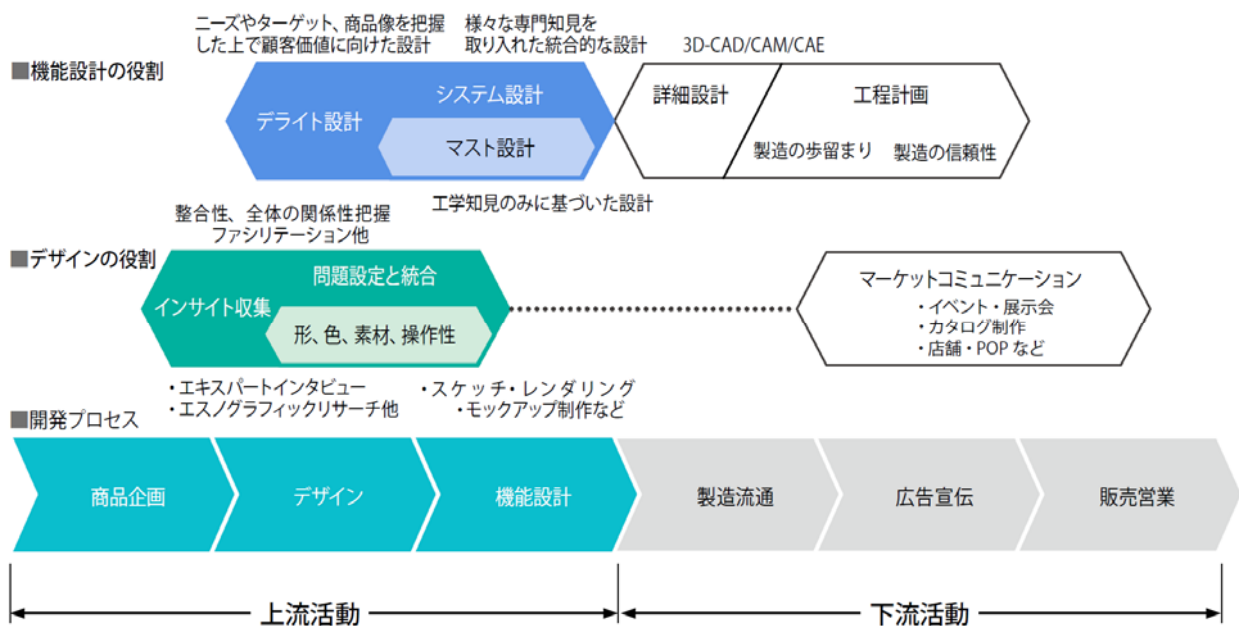 ニーズやターゲット、商品像を把握
した上で顧客価値に向けた設計
様々な専門知見を
取り入れた統合的な設計
3D-CAD/CAM/CAE
■機能設計の役割
デライト設計
システム設計
マスト設計
詳細設計
工程計画
製造の歩留まり
製造の信頼性
工学知見のみに基づいた設計
整合性、全体の関係性把握
ファシリテーション他
■デザインの役割
インサイト収集
問題設定と統合
形、色、素材、操作性
マーケットコミュニケーション
・イベント・展示会
・カタログ制作
・店舗・POP など
・エキスパートインタビュー
・エスノグラフィックリサーチ他
・スケッチ・レンダリング
・モックアップ制作など
■開発プロセス
商品企画
デザイン
機能設計
製造流通
広告宣伝
販売営業
上流活動
下流活動